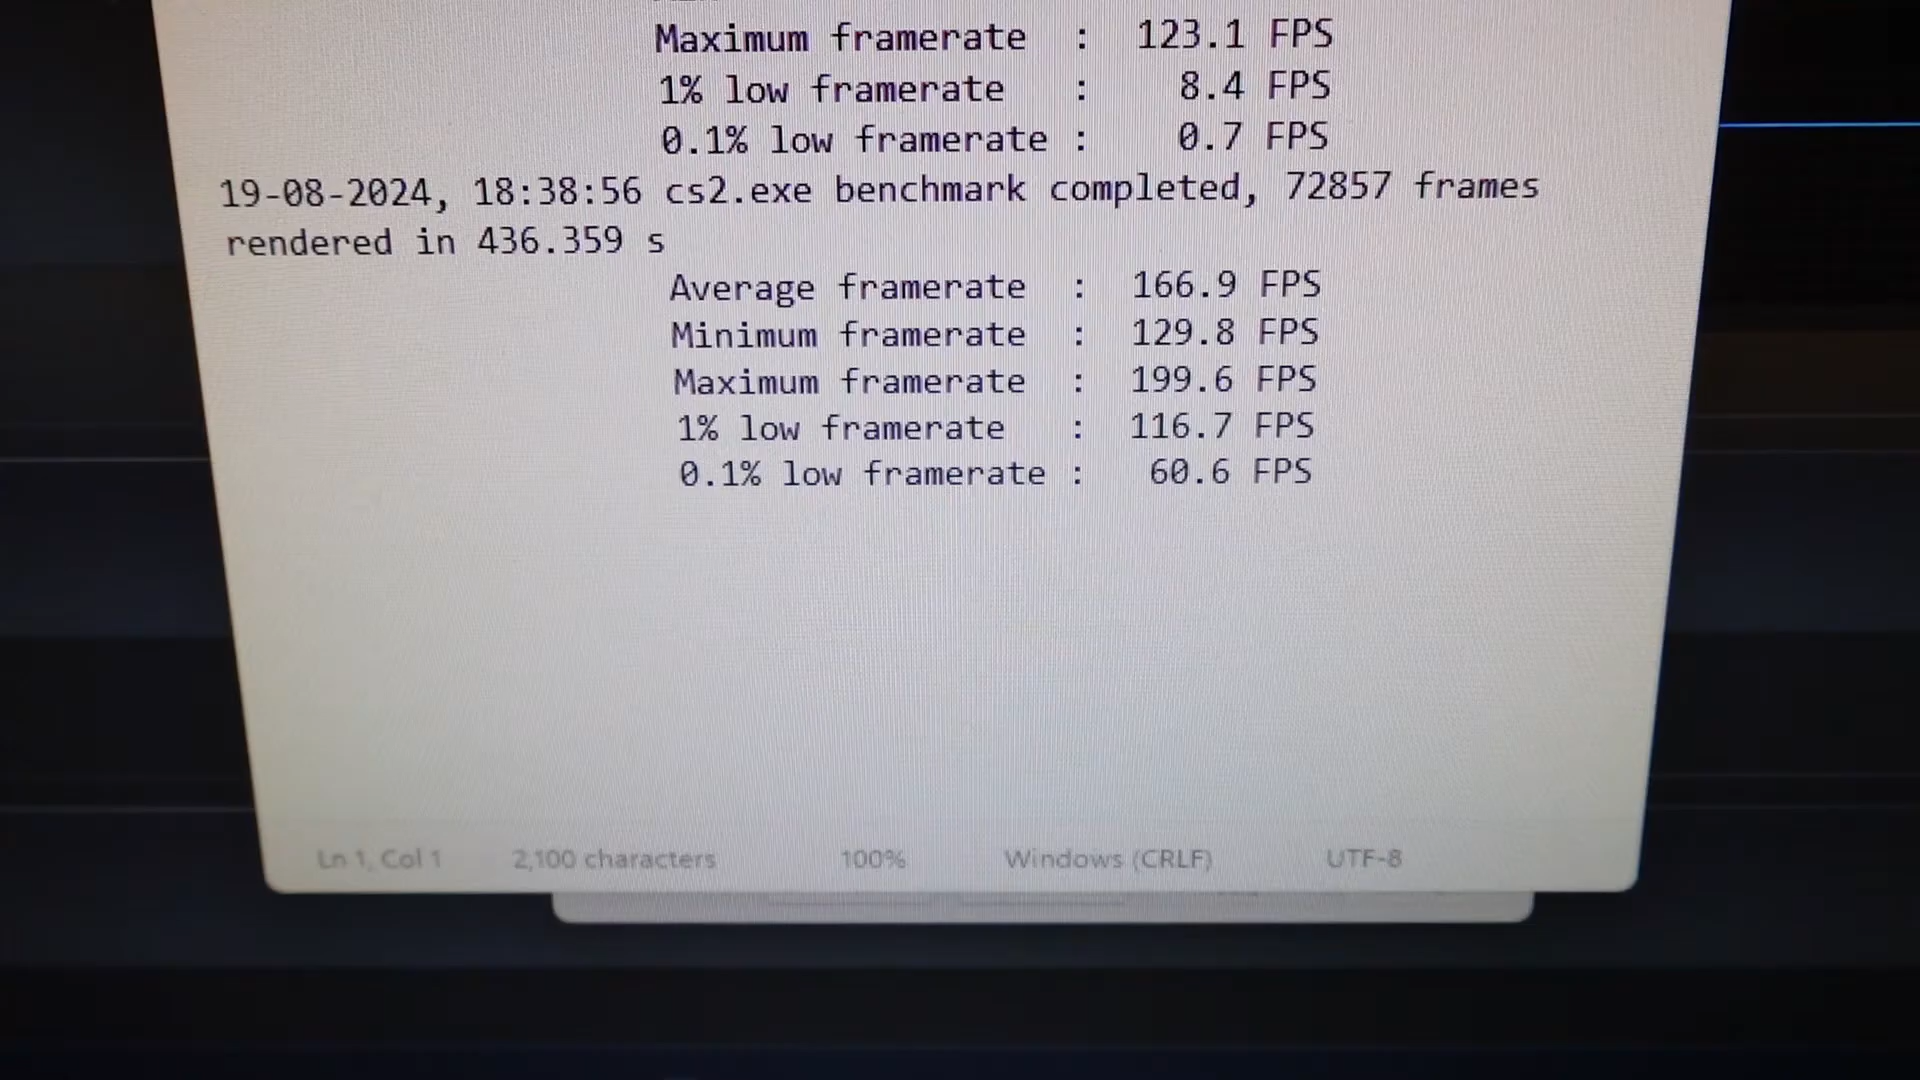 Maximum framerate : 123.1 FPS
1% low framerate : 8.4 FPS
0.1% low framerate : 0.7 FPS
19-08-2024, 18:38:56 cs2.exe benchmark completed, 72857 frames
rendered in 436.359 s
Average framerate : 166.9 FPS
Minimum framerate : 129.8 FPS
Maximum framerate : 199.6 FPS
1% low framerate : 116.7 FPS
0.1% low framerate : 60.6 FPS
Ln 1, Col 1 2,100 characters 100% Windows (CRLF) UTF-8